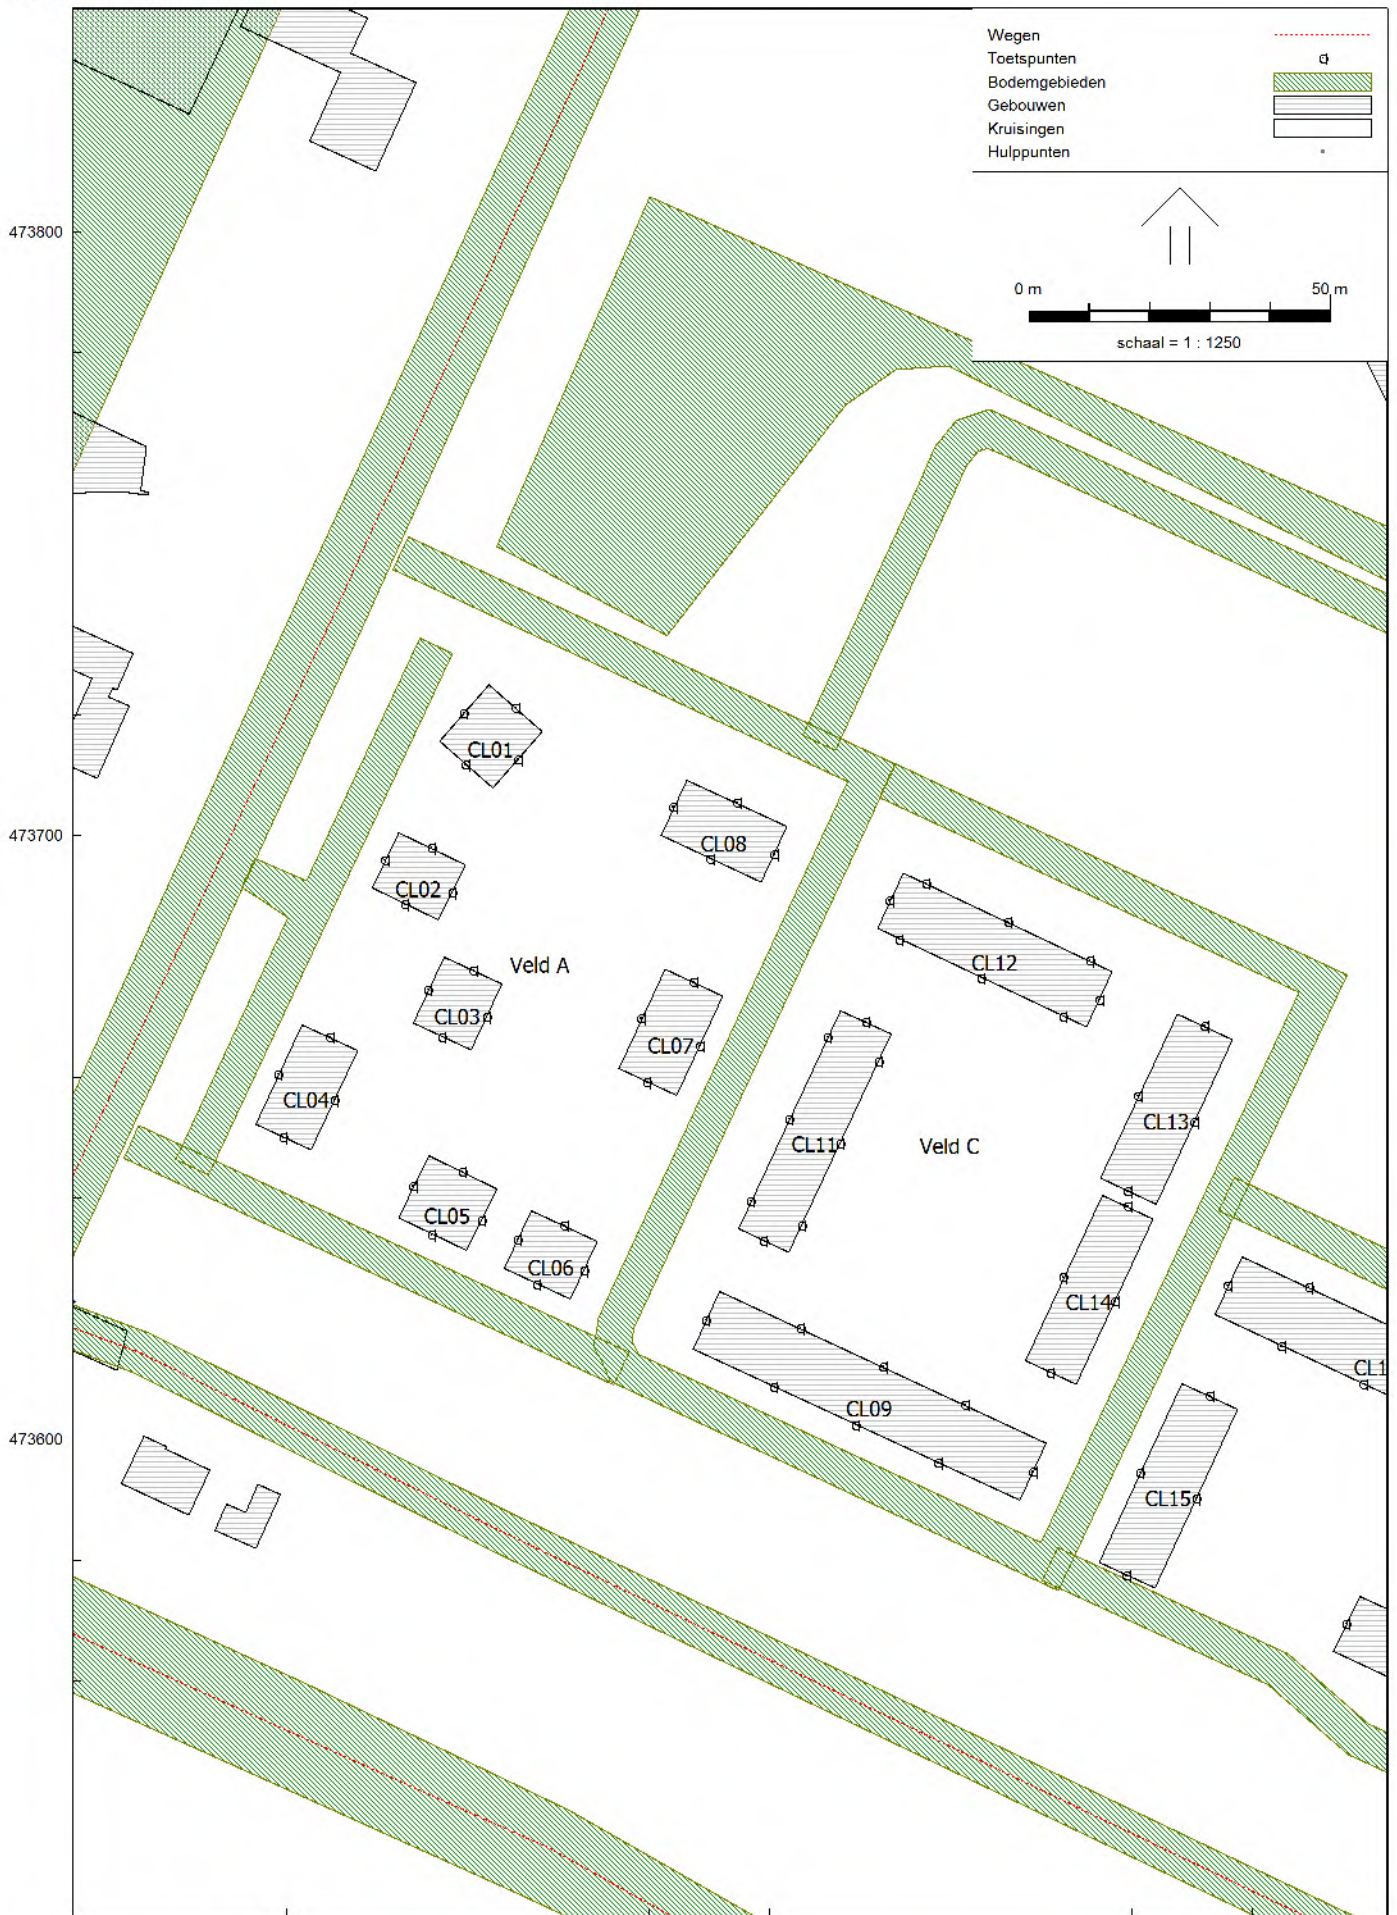 Wegen
Toetspunten
Bodemgebieden
Gebouwen
Kruisingen
Hulppunten
473800
0 m 50 m
schaal = 1 : 1250
CL01
473700
CL08
CL02
Veld A
CL12
CL03
CL07
CL04
CL13
CL11
Veld C
CL05
CL06
CL14
CL1
CL09
473600
CL15